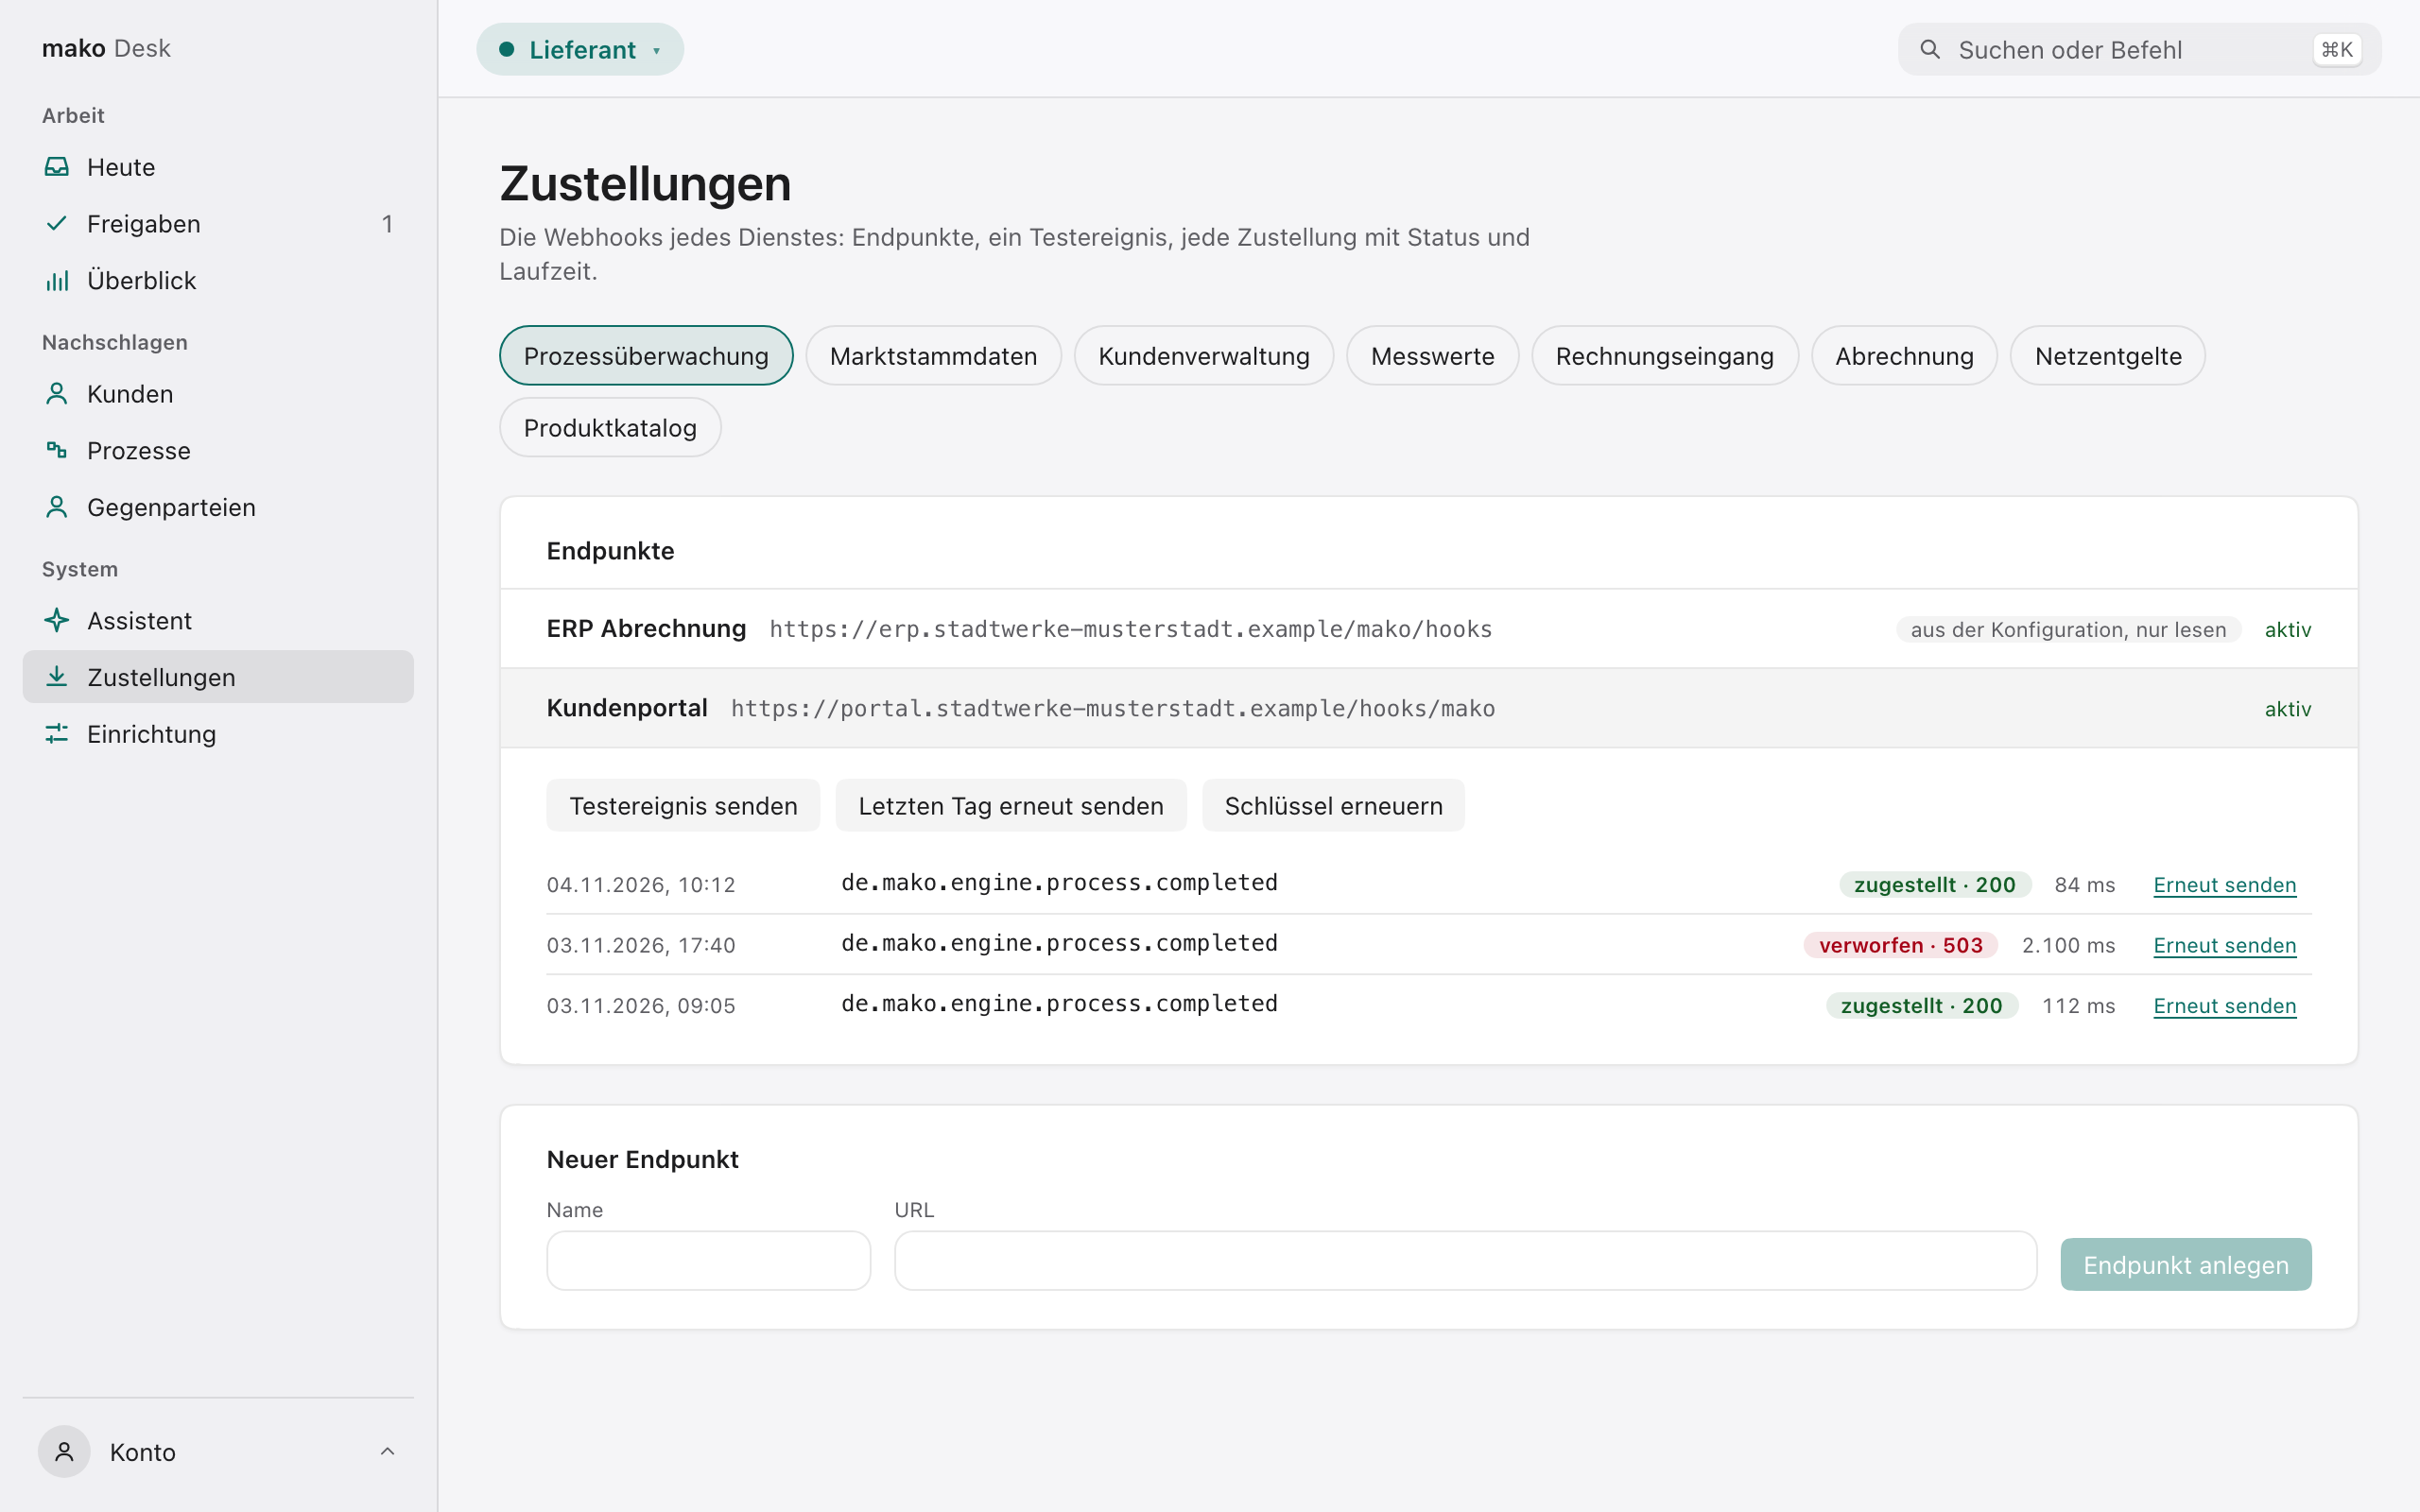 mako Desk
Arbeit
Heute
Freigaben 1
Überblick
Nachschlagen
Kunden
Prozesse
Gegenparteien
System
Assistent
Zustellungen
Einrichtung
Konto
Lieferant
Suchen oder Befehl ⌘K
Zustellungen
Die Webhooks jedes Dienstes: Endpunkte, ein Testereignis, jede Zustellung mit Status und
Laufzeit.
Prozessüberwachung Marktstammdaten Kundenverwaltung Messwerte Rechnungseingang Abrechnung Netzentgelte
Produktkatalog
Endpunkte
ERP Abrechnung https://erp.stadtwerke-musterstadt.example/mako/hooks aus der Konfiguration, nur lesen aktiv
Kundenportal https://portal.stadtwerke-musterstadt.example/hooks/mako aktiv
Testereignis senden Letzten Tag erneut senden Schlüssel erneuern
04.11.2026, 10:12 de.mako.engine.process.completed zugestellt · 200 84 ms Erneut senden
03.11.2026, 17:40 de.mako.engine.process.completed verworfen · 503 2.100 ms Erneut senden
03.11.2026, 09:05 de.mako.engine.process.completed zugestellt · 200 112 ms Erneut senden
Neuer Endpunkt
Name URL
Endpunkt anlegen